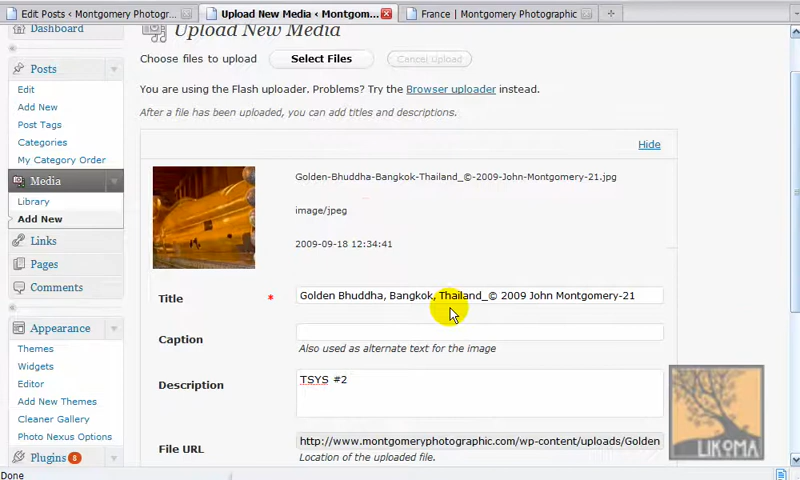 Edit Posts ‹ Montgomery Photogr...
Upload New Media ‹ Montgom...
France | Montgomery Photographic
Dashboard
Upload New Media
Choose files to upload
Select Files
Cancel Upload
You are using the Flash uploader. Problems? Try the Browser uploader instead.
After a file has been uploaded, you can add titles and descriptions.
Posts
Edit
Add New
Post Tags
Categories
My Category Order
Media
Library
Add New
Links
Pages
Comments
Appearance
Themes
Widgets
Editor
Add New Themes
Cleaner Gallery
Photo Nexus Options
Plugins 8
Hide
Golden-Bhuddha-Bangkok-Thailand_©-2009-John-Montgomery-21.jpg
image/jpeg
2009-09-18 12:34:41
Title * Golden Bhuddha, Bangkok, Thailand_© 2009 John Montgomery-21
Caption
Also used as alternate text for the image
Description TSYS #2
File URL http://www.montgomeryphotographic.com/wp-content/uploads/Golden
Location of the uploaded file.
LIKOMA
Done